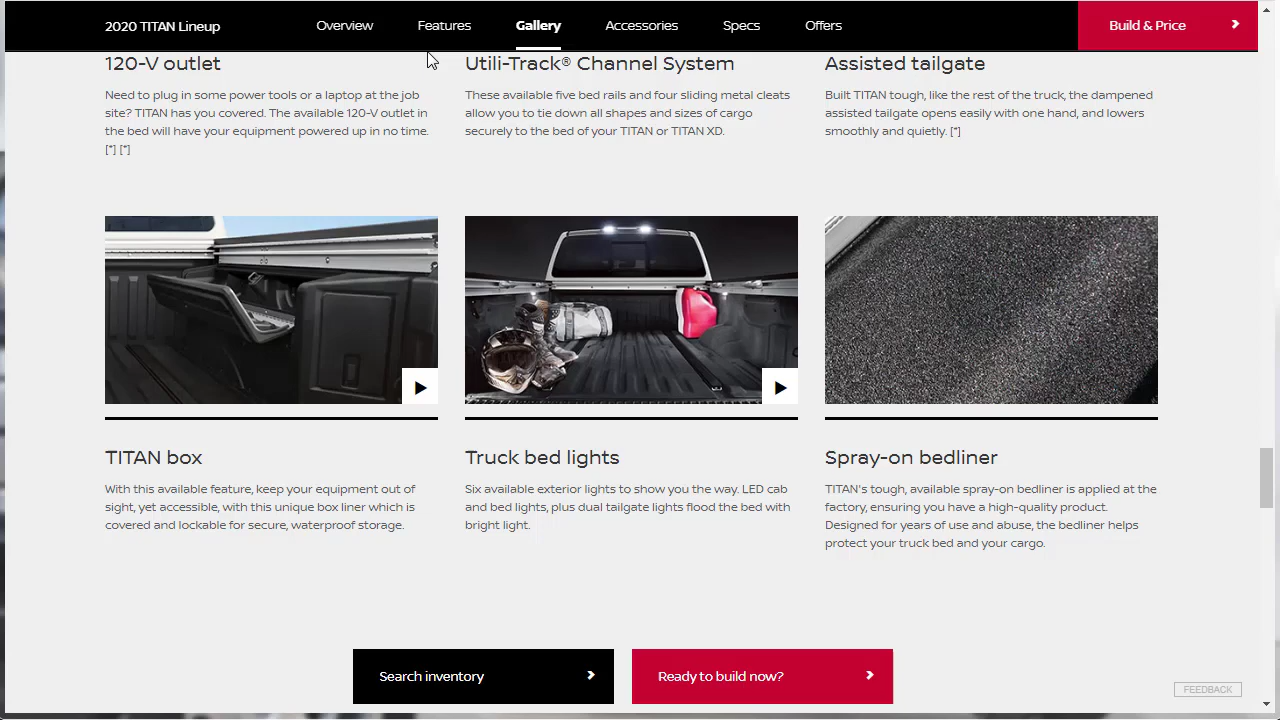 2020 TITAN Lineup
Overview
Features
Gallery
Accessories
Specs
Offers
Build & Price
120-V outlet
Need to plug in some power tools or a laptop at the job
site? TITAN has you covered. The available 120-V outlet in
the bed will have your equipment powered up in no time.
[*] [*]
Utili-Track® Channel System
These available five bed rails and four sliding metal cleats
allow you to tie down all shapes and sizes of cargo
securely to the bed of your TITAN or TITAN XD.
Assisted tailgate
Built TITAN tough, like the rest of the truck, the dampened
assisted tailgate opens easily with one hand, and lowers
smoothly and quietly. [*]
TITAN box
With this available feature, keep your equipment out of
sight, yet accessible, with this unique box liner which is
covered and lockable for secure, waterproof storage.
Truck bed lights
Six available exterior lights to show you the way. LED cab
and bed lights, plus dual tailgate lights flood the bed with
bright light.
Spray-on bedliner
TITAN's tough, available spray-on bedliner is applied at the
factory, ensuring you have a high-quality product.
Designed for years of use and abuse, the bedliner helps
protect your truck bed and your cargo.
Search inventory
Ready to build now?
FEEDBACK